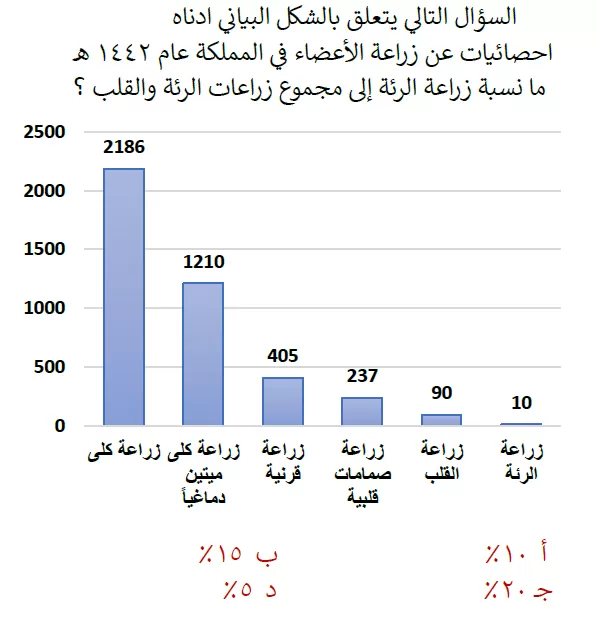 السؤال التالي يتعلق بالشكل البياني ادناه
احصائيات عن زراعة الأعضاء في المملكة عام ١٤٤٢ هـ
ما نسبة زراعة الرئة إلى مجموع زراعات الرئة والقلب ؟
2500
2000
1500
1000
500
0
2186
1210
405
237
90
10
زراعة كلى
زراعة كلى
ميتين
دماغياً
زراعة
قرنية
زراعة
صمامات
قلبية
زراعة
القلب
زراعة
الرئة
أ ١٠٪ ب ١٥٪
جـ ٢٠٪ د ٥٪